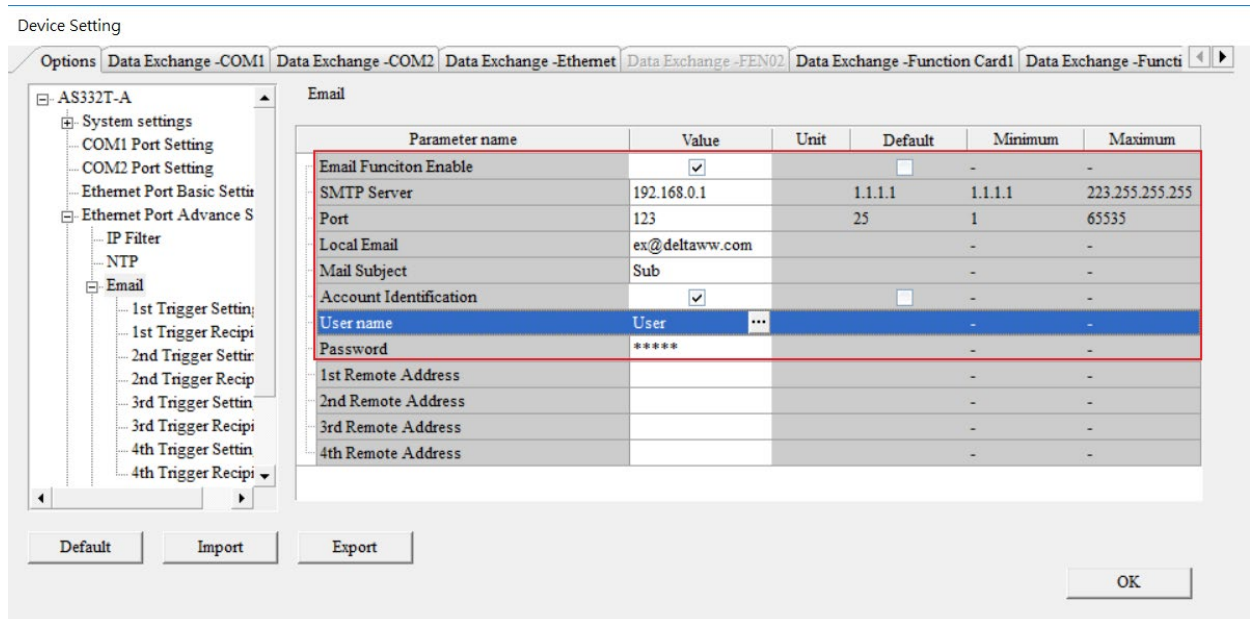 Device Setting
Options Data Exchange -COM1 Data Exchange -COM2 Data Exchange -Ethernet Data Exchange -FEN02 Data Exchange -Function Card1 Data Exchange -Functi
AS332T-A
System settings
COM1 Port Setting
COM2 Port Setting
Ethernet Port Basic Settin
Ethernet Port Advance S
IP Filter
NTP
Email
1st Trigger Setting
1st Trigger Recipi
2nd Trigger Settin
2nd Trigger Recip
3rd Trigger Settin
3rd Trigger Recipi
4th Trigger Settin
4th Trigger Recipi
Email
Parameter name Value Unit Default Minimum Maximum
Email Funciton Enable - -
SMTP Server 192.168.0.1 1.1.1.1 1.1.1.1 223.255.255.255
Port 123 25 1 65535
Local Email ex@deltaww.com - -
Mail Subject Sub - -
Account Identification - -
User name User ... - -
Password ***** - -
1st Remote Address - -
2nd Remote Address - -
3rd Remote Address - -
4th Remote Address - -
Default Import Export
OK